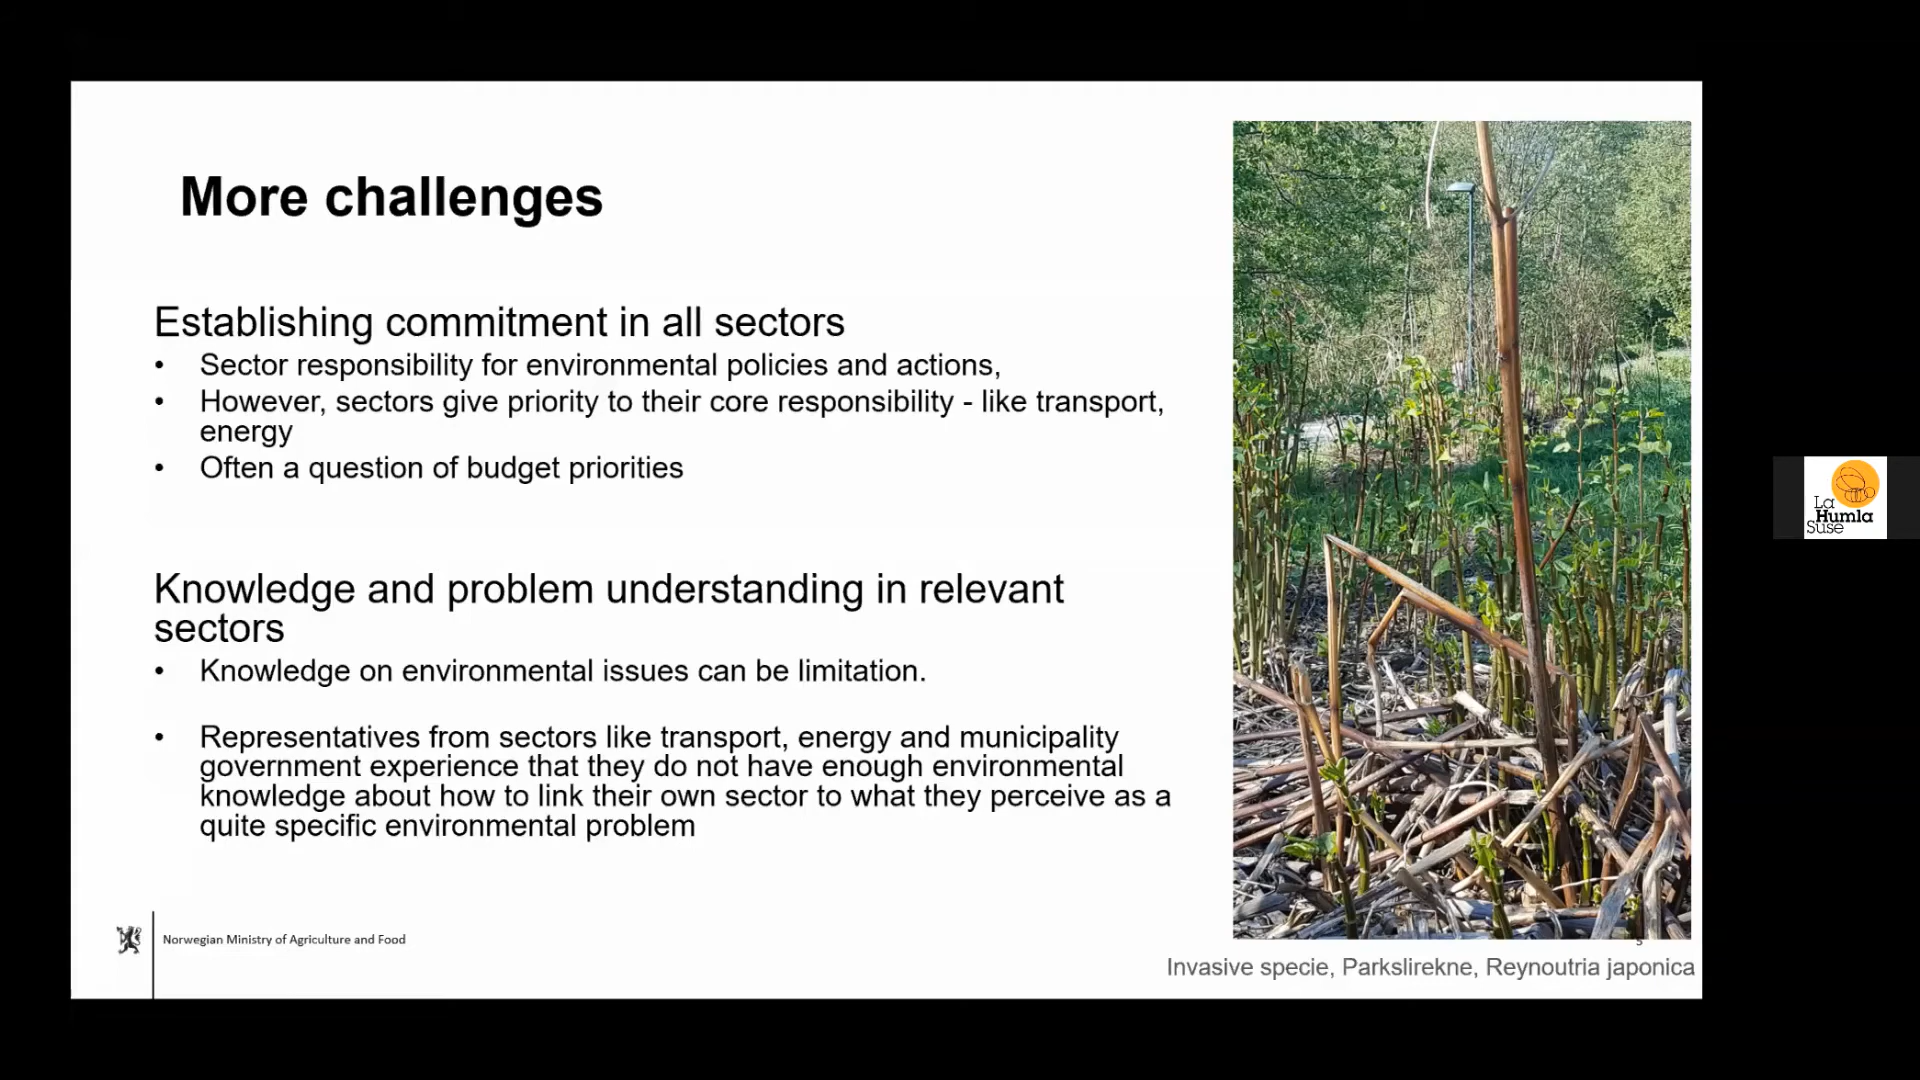 More challenges
Establishing commitment in all sectors
• Sector responsibility for environmental policies and actions,
• However, sectors give priority to their core responsibility - like transport,
energy
• Often a question of budget priorities
Knowledge and problem understanding in relevant
sectors
• Knowledge on environmental issues can be limitation.
• Representatives from sectors like transport, energy and municipality
government experience that they do not have enough environmental
knowledge about how to link their own sector to what they perceive as a
quite specific environmental problem
Norwegian Ministry of Agriculture and Food
5
Invasive specie, Parkslirekne, Reynoutria japonica
La
Humla
Suse